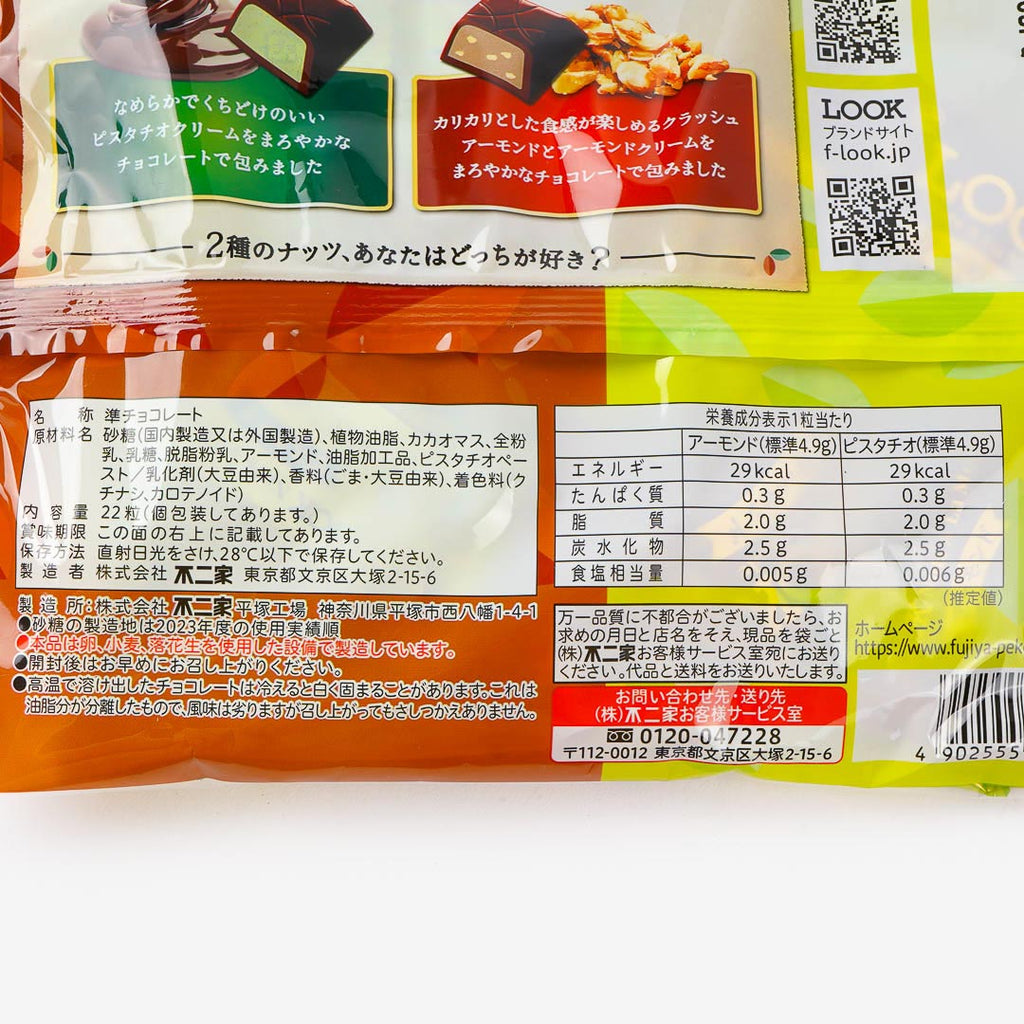 なめらかでくちどけのいい
ピスタチオクリームをまろやかな
チョコレートで包みました
カリカリとした食感が楽しめるクラッシュ
アーモンドとアーモンドクリームを
まろやかなチョコレートで包みました
2種のナッツ、あなたはどっちが好き?
LOOK
ブランドサイト
f-look.jp
名称 準チョコレート
原材料名 砂糖(国内製造又は外国製造)、植物油脂、カカオマス、全粉
乳、乳糖、脱脂粉乳、アーモンド、油脂加工品、ピスタチオペー
スト/乳化剤(大豆由来)、香料(ごま・大豆由来)、着色料(ク
チナシ、カロテノイド)
内容量 22粒(個包装してあります。)
賞味期限 この面の右上に記載してあります。
保存方法 直射日光をさけ、28℃以下で保存してください。
製造者 株式会社 不二家 東京都文京区大塚2-15-6
製造所:株式会社 不二家 平塚工場 神奈川県平塚市西八幡1-4-1
●砂糖の製造地は2023年度の使用実績順
●本品は卵、小麦、落花生を使用した設備で製造しています。
●開封後はお早めにお召し上がりください。
●高温で溶け出したチョコレートは冷えると白く固まることがあります。これは
油脂分が分離したもので、風味は劣りますが召し上がってもさしつかえありません。
栄養成分表示1粒当たり
アーモンド(標準4.9g) ピスタチオ(標準4.9g)
エネルギー 29kcal 29kcal
たんぱく質 0.3g 0.3g
脂質 2.0g 2.0g
炭水化物 2.5g 2.5g
食塩相当量 0.005g 0.006g
(推定値)
万一品質に不都合がございましたら、お
求めの月日と店名をそえ、現品を袋ごと
(株)不二家お客様サービス室宛にお送り
ください。代品と送料をお送りいたします。
お問い合わせ先・送り先
(株)不二家お客様サービス室
0120-047228
〒112-0012 東京都文京区大塚2-15-6
ホームページ
https://www.fujiya-peko
4 902555